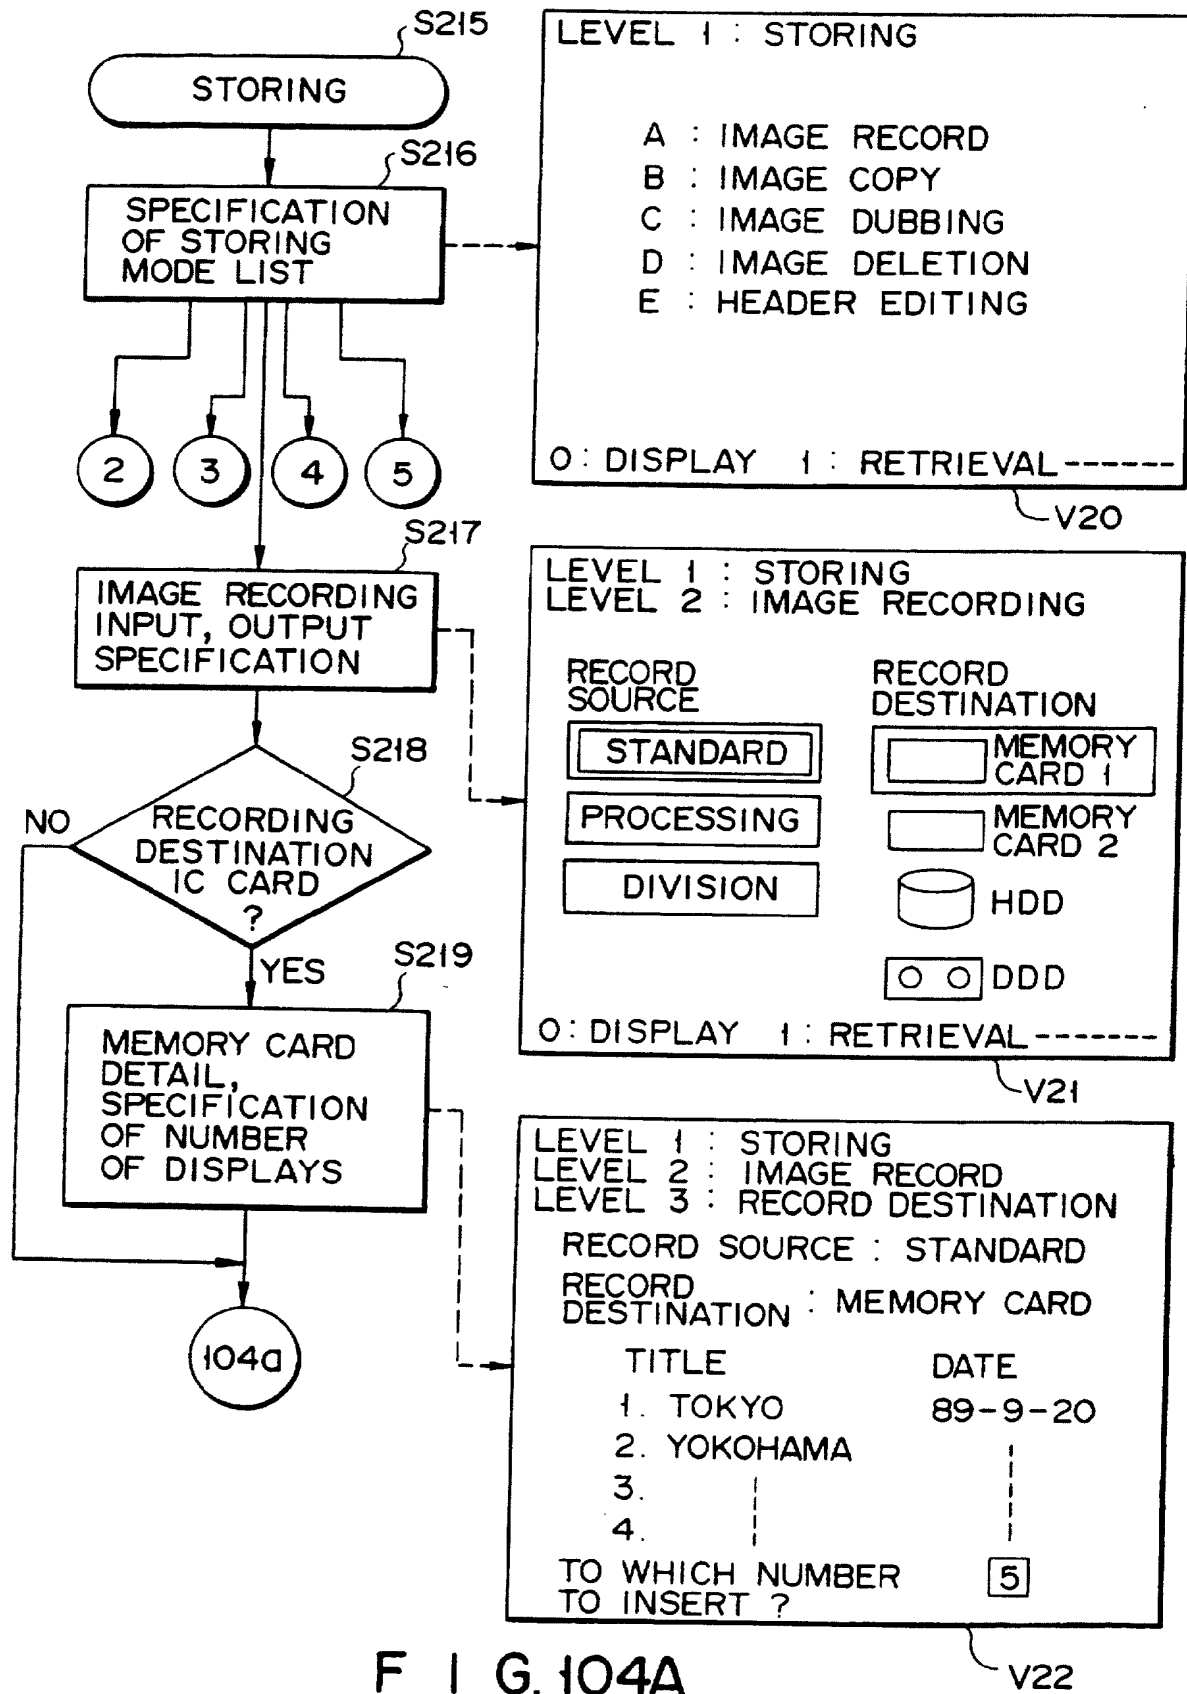 S215
STORING
S216
SPECIFICATION
OF STORING
MODE LIST
2
3
4
5
S217
IMAGE RECORDING
INPUT, OUTPUT
SPECIFICATION
S218
NO
RECORDING
DESTINATION
IC CARD
?
YES
S219
MEMORY CARD
DETAIL,
SPECIFICATION
OF NUMBER
OF DISPLAYS
104a
LEVEL 1 : STORING
A : IMAGE RECORD
B : IMAGE COPY
C : IMAGE DUBBING
D : IMAGE DELETION
E : HEADER EDITING
0 : DISPLAY 1 : RETRIEVAL ------
V20
LEVEL 1 : STORING
LEVEL 2 : IMAGE RECORDING
RECORD
SOURCE
STANDARD
PROCESSING
DIVISION
RECORD
DESTINATION
MEMORY
CARD 1
MEMORY
CARD 2
HDD
DDD
0 : DISPLAY 1 : RETRIEVAL -------
V21
LEVEL 1 : STORING
LEVEL 2 : IMAGE RECORD
LEVEL 3 : RECORD DESTINATION
RECORD SOURCE : STANDARD
RECORD
DESTINATION : MEMORY CARD
TITLE DATE
1. TOKYO 89-9-20
2. YOKOHAMA
3.
4.
TO WHICH NUMBER 5
TO INSERT ?
V22
F I G. 104A